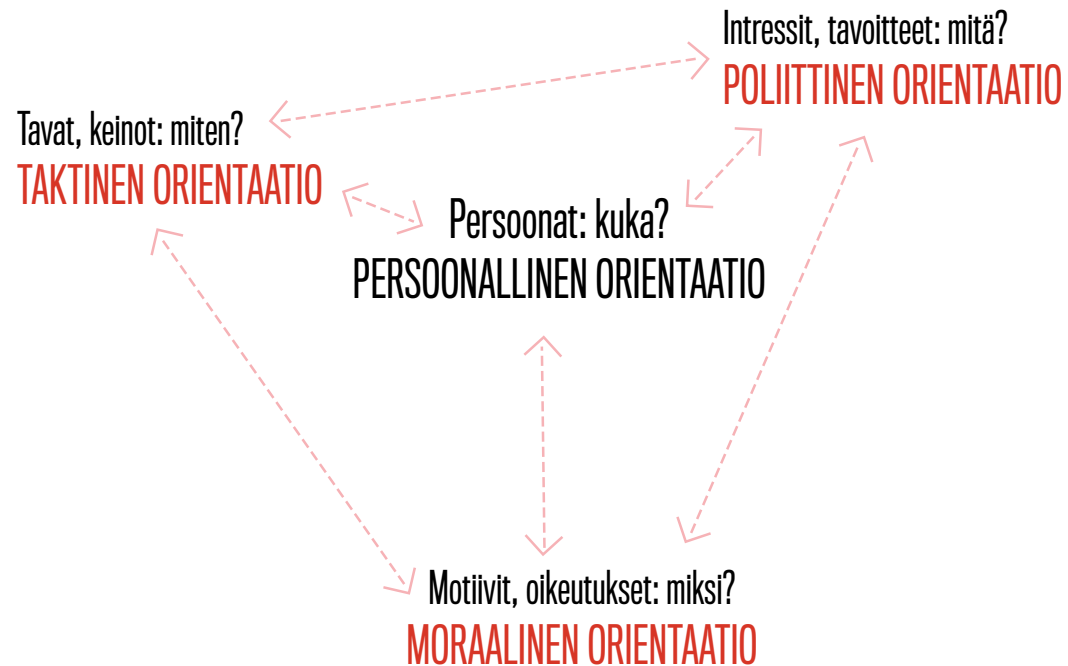 Intressit, tavoitteet: mitä?
POLIITTINEN ORIENTAATIO
Tavat, keinot: miten?
TAKTINEN ORIENTAATIO
Persoonat: kuka?
PERSOONALLINEN ORIENTAATIO
Motiivit, oikeutukset: miksi?
MORAALINEN ORIENTAATIO